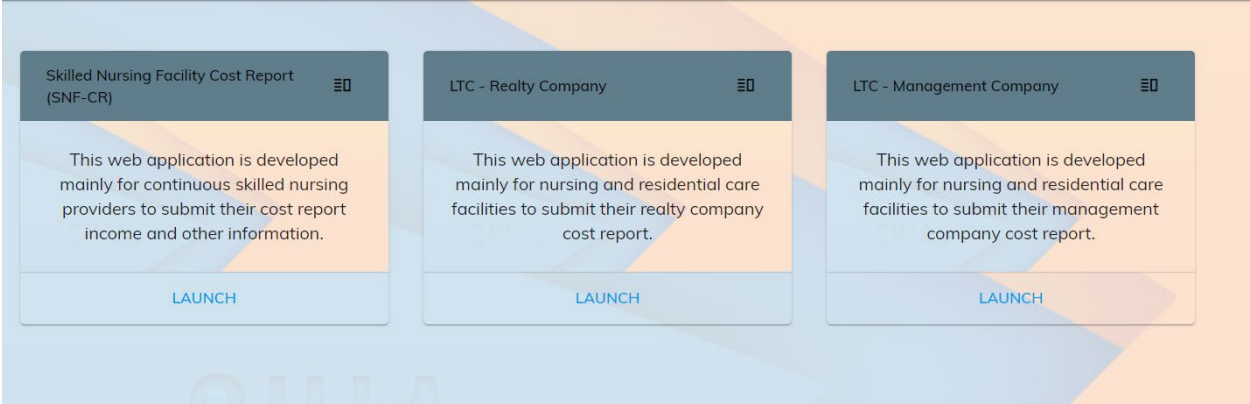 Skilled Nursing Facility Cost Report
(SNF-CR)
This web application is developed
mainly for continuous skilled nursing
providers to submit their cost report
income and other information.
LAUNCH
LTC - Realty Company
This web application is developed
mainly for nursing and residential care
facilities to submit their realty company
cost report.
LAUNCH
LTC - Management Company
This web application is developed
mainly for nursing and residential care
facilities to submit their management
company cost report.
LAUNCH